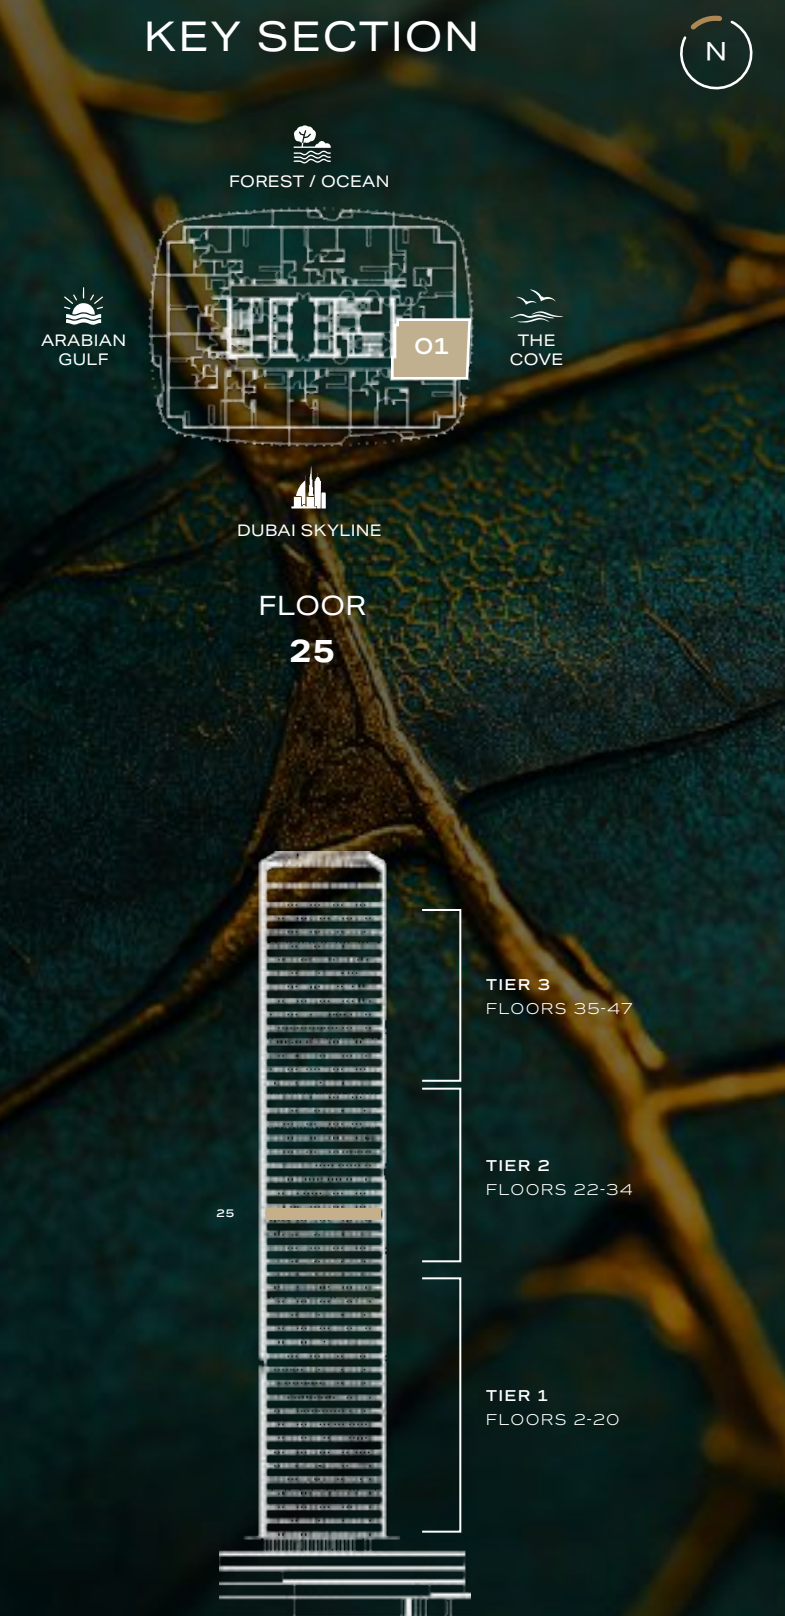 KEY SECTION
N
FOREST / OCEAN
ARABIAN
GULF
01
THE
COVE
DUBAI SKYLINE
FLOOR
25
TIER 3
FLOORS 35-47
TIER 2
FLOORS 22-34
25
TIER 1
FLOORS 2-20